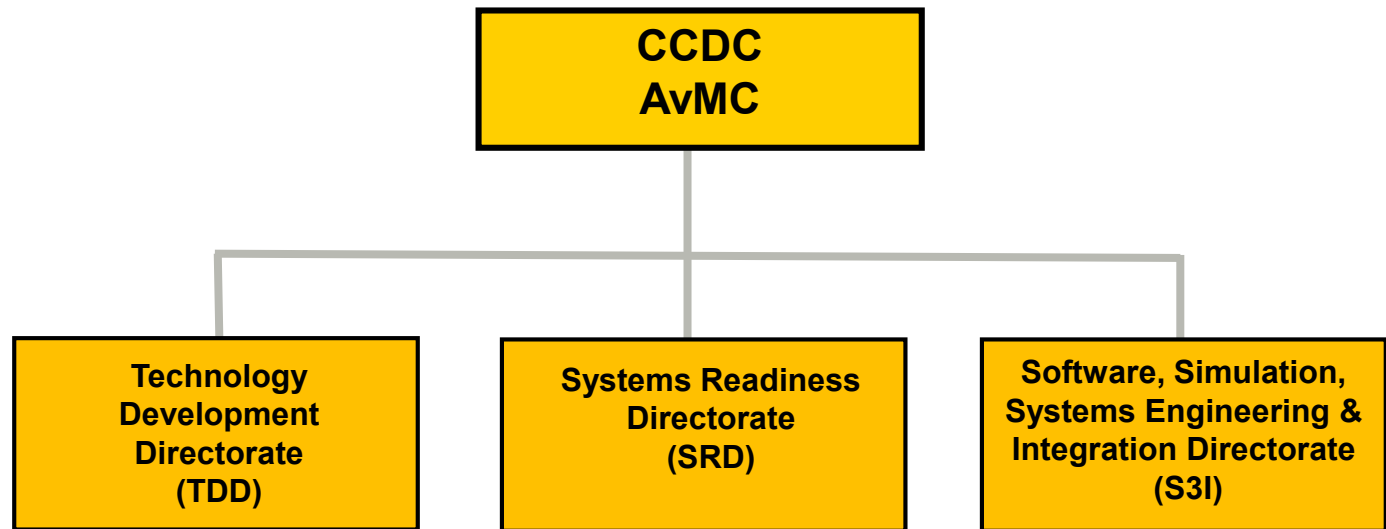 CCDC
AvMC
Technology
Development
Directorate
(TDD)
Systems Readiness
Directorate
(SRD)
Software, Simulation,
Systems Engineering &
Integration Directorate
(S3I)